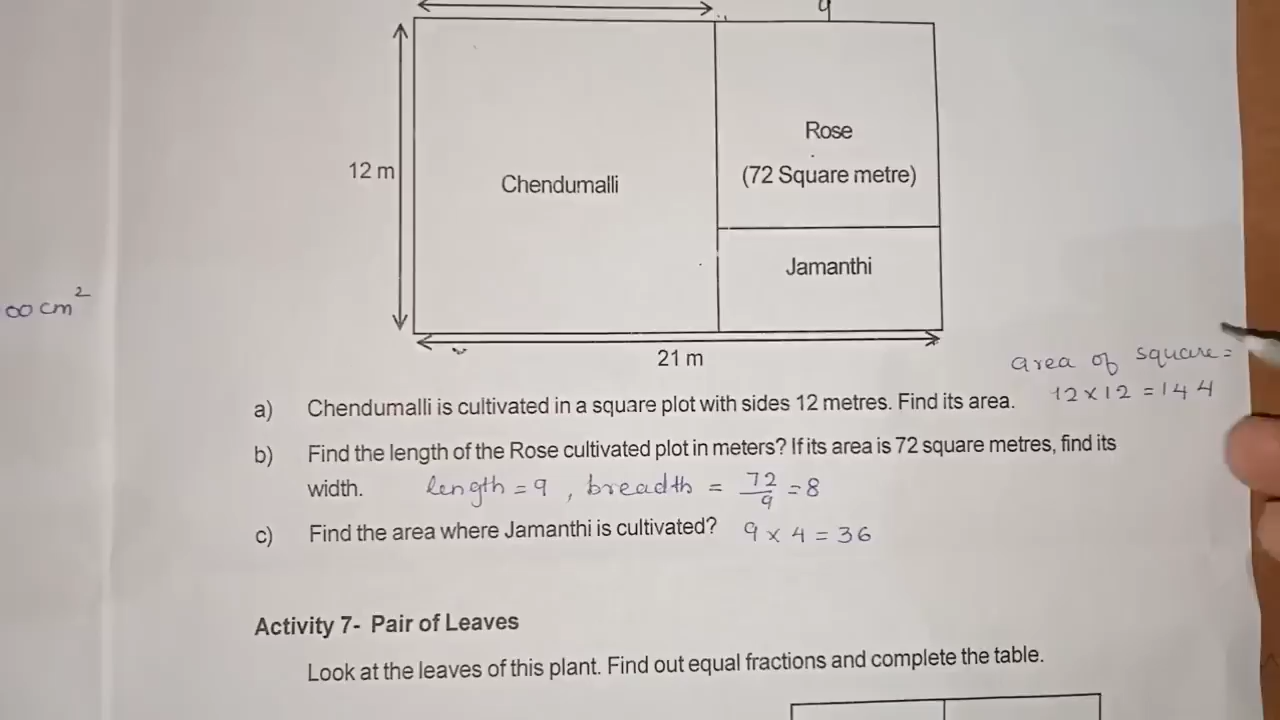 9
12 m
Chendumalli
Rose
(72 Square metre)
Jamanthi
21 m
00 cm²
area of square =
12 × 12 = 144
a) Chendumalli is cultivated in a square plot with sides 12 metres. Find its area.
b) Find the length of the Rose cultivated plot in meters? If its area is 72 square metres, find its
width. length = 9 , breadth = 72/9 = 8
c) Find the area where Jamanthi is cultivated? 9 × 4 = 36
Activity 7- Pair of Leaves
Look at the leaves of this plant. Find out equal fractions and complete the table.